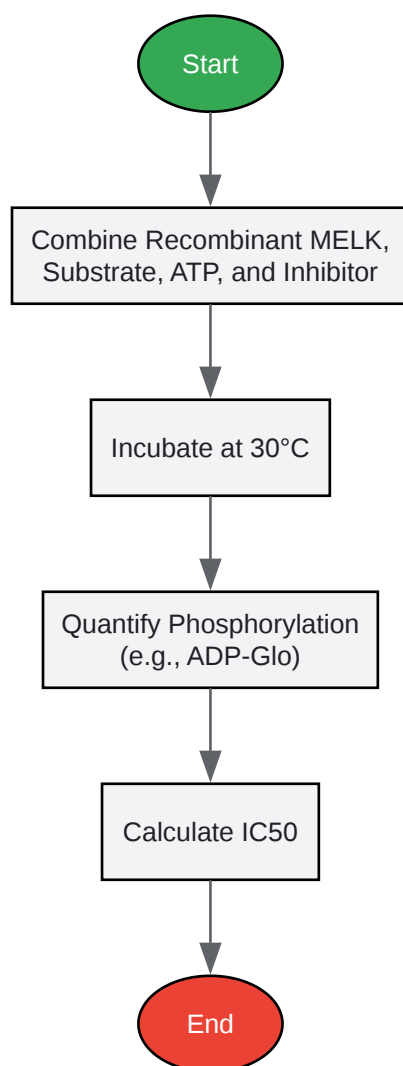 Start
Combine Recombinant MELK,
Substrate, ATP, and Inhibitor
Incubate at 30°C
Quantify Phosphorylation
(e.g., ADP-Glo)
Calculate IC50
End